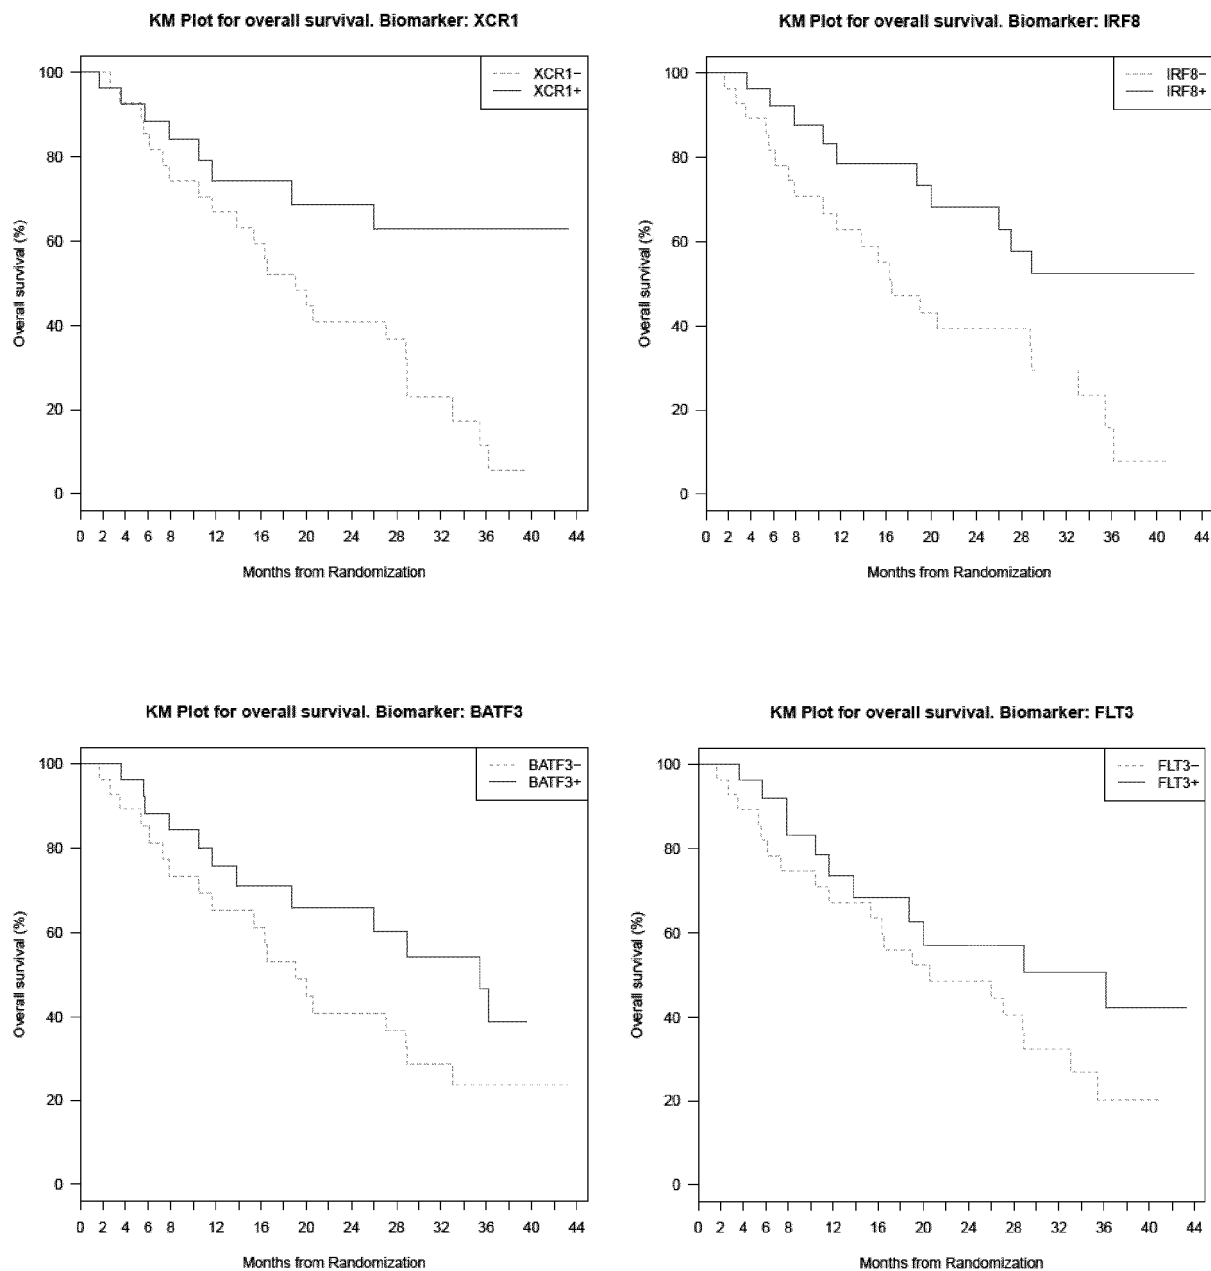 KM Plot for overall survival. Biomarker: XCR1
XCR1−
XCR1+
100
80
60
40
20
0
Overall survival (%)
0 2 4 6 8 12 16 20 24 28 32 36 40 44
Months from Randomization
KM Plot for overall survival. Biomarker: IRF8
IRF8−
IRF8+
100
80
60
40
20
0
Overall survival (%)
0 2 4 6 8 12 16 20 24 28 32 36 40 44
Months from Randomization
KM Plot for overall survival. Biomarker: BATF3
BATF3−
BATF3+
100
80
60
40
20
0
Overall survival (%)
0 2 4 6 8 12 16 20 24 28 32 36 40 44
Months from Randomization
KM Plot for overall survival. Biomarker: FLT3
FLT3−
FLT3+
100
80
60
40
20
0
Overall survival (%)
0 2 4 6 8 12 16 20 24 28 32 36 40 44
Months from Randomization